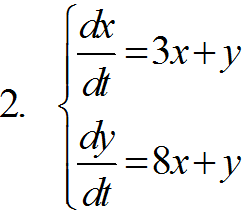 2. { dx/dt = 3x + y
dy/dt = 8x + y